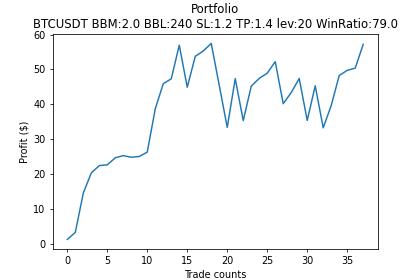 Portfolio
BTCUSDT BBM:2.0 BBL:240 SL:1.2 TP:1.4 lev:20 WinRatio:79.0
60
50
40
30
20
10
0
Profit ($)
0 5 10 15 20 25 30 35
Trade counts